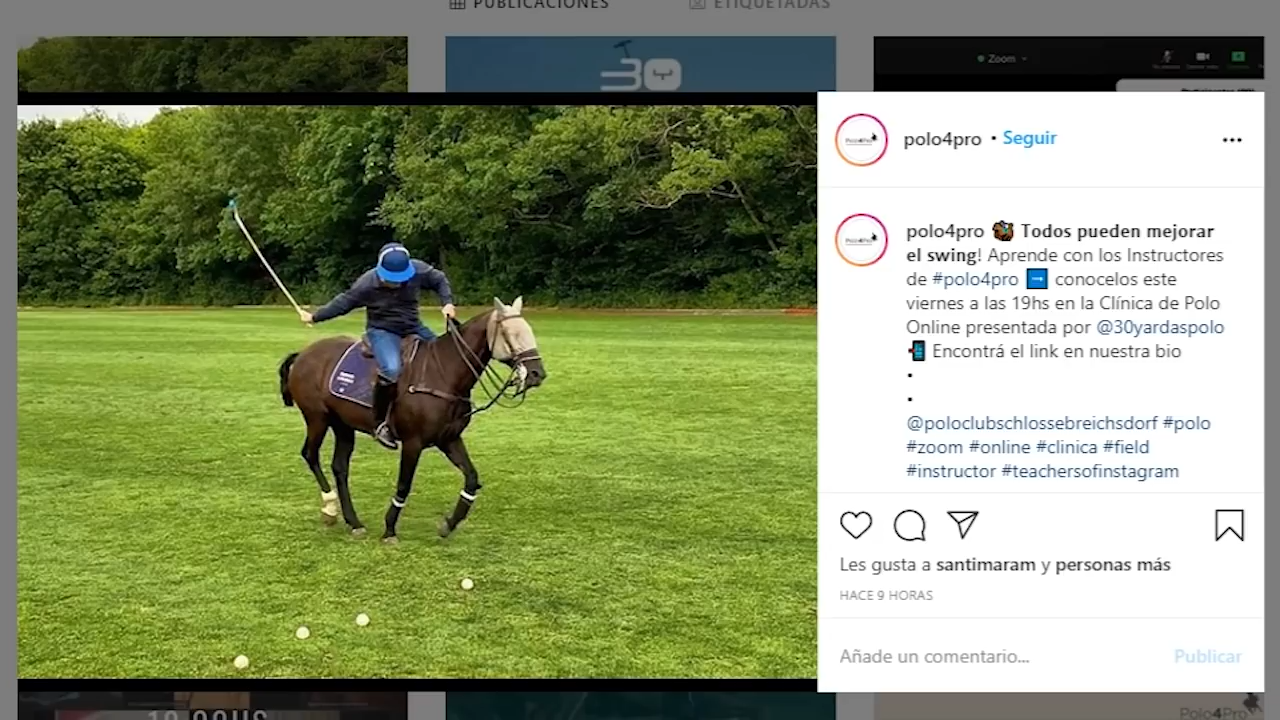 PUBLICACIONES
ETIQUETADAS
30
Zoom
polo4pro • Seguir
polo4pro Todos pueden mejorar
el swing! Aprende con los Instructores
de #polo4pro conocelos este
viernes a las 19hs en la Clínica de Polo
Online presentada por @30yardaspolo
Encontrá el link en nuestra bio
•
•
@poloclubschlossebreichsdorf #polo
#zoom #online #clinica #field
#instructor #teachersofinstagram
Les gusta a santimaram y personas más
HACE 9 HORAS
Añade un comentario...
Publicar
Polo4Pro